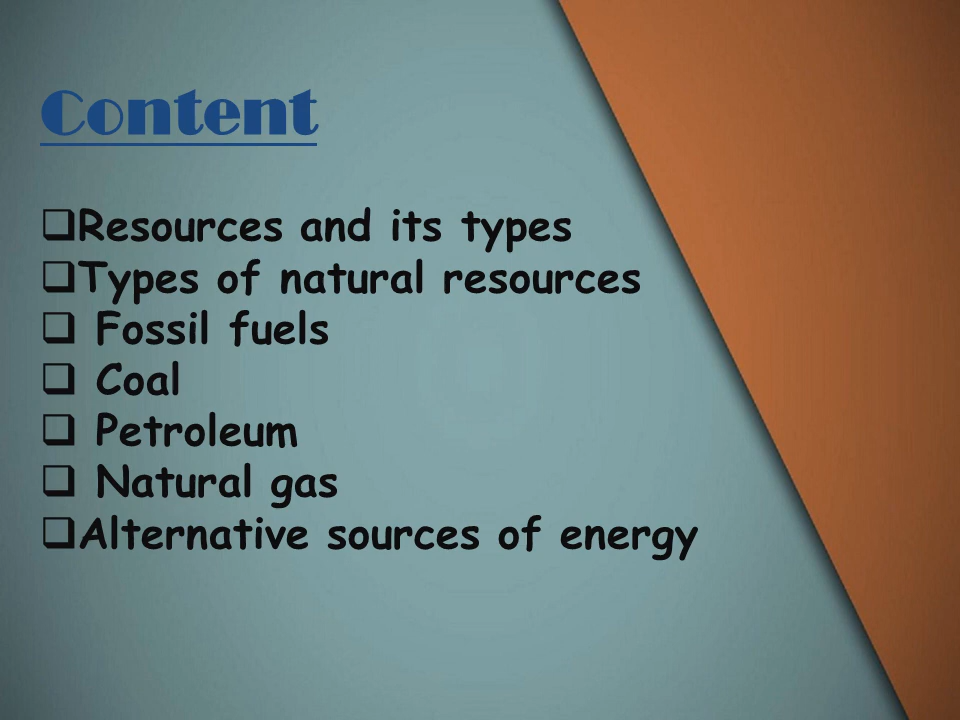 Content
❑Resources and its types
❑Types of natural resources
❑ Fossil fuels
❑ Coal
❑ Petroleum
❑ Natural gas
❑Alternative sources of energy